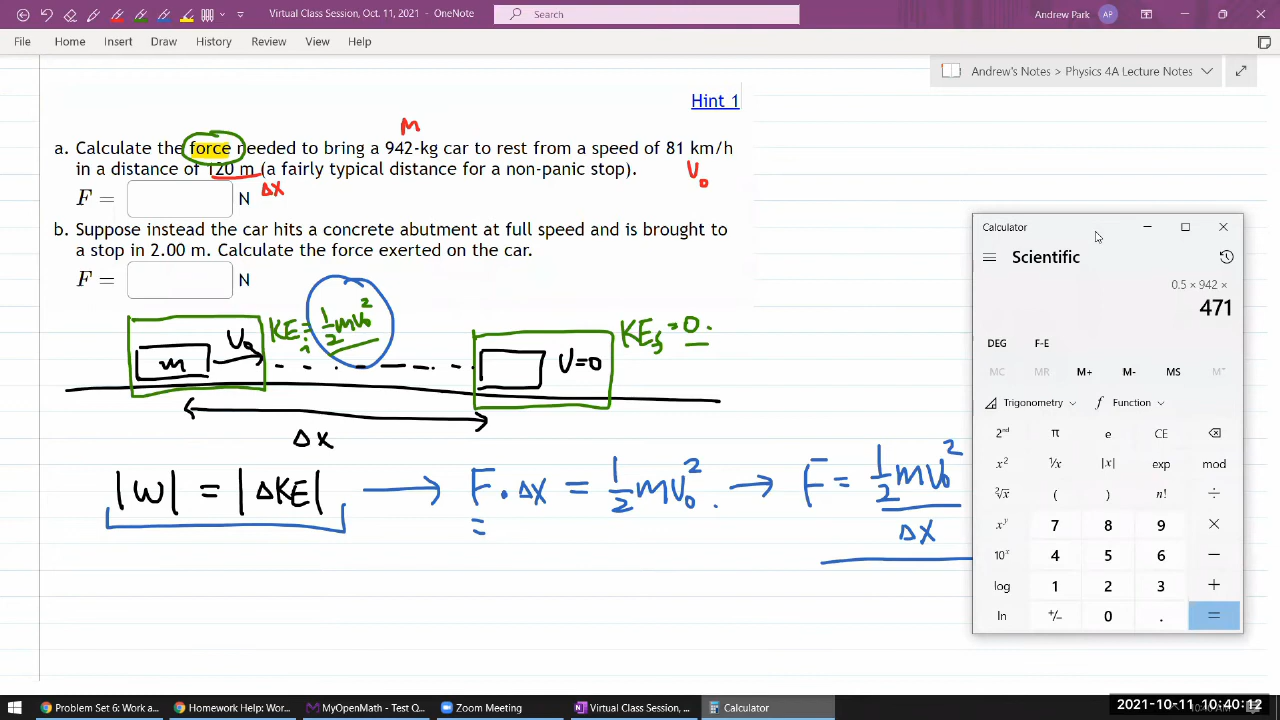 Virtual Class Session, Oct. 11, 2021 - OneNote
Search
Andrew Park
AP
File Home Insert Draw History Review View Help
Andrew's Notes > Physics 4A Lecture Notes
Hint 1
M
a. Calculate the force needed to bring a 942-kg car to rest from a speed of 81 km/h
in a distance of 120 m (a fairly typical distance for a non-panic stop).
V₀
Δx
F = N
b. Suppose instead the car hits a concrete abutment at full speed and is brought to
a stop in 2.00 m. Calculate the force exerted on the car.
F = N
m V₀ KEᵢ = ½mv₀² V=0 KE_f = 0.
Δx
|W| = |ΔKE| → F · Δx = ½mv₀². → F = ½mv₀² / Δx
Calculator
Scientific
0.5 × 942 ×
471
DEG F-E
MC MR M+ M- MS M˅
Trigonometry Function
2ⁿᵈ π e CE
x² ¹/x |x| exp mod
²√x ( ) n! ÷
xʸ 7 8 9 ×
10ˣ 4 5 6 −
log 1 2 3 +
ln +/− 0 . =
Problem Set 6: Work a...
Homework Help: Wor...
MyOpenMath - Test Q...
Zoom Meeting
Virtual Class Session, ...
Calculator
2021-10-11 10:40:12